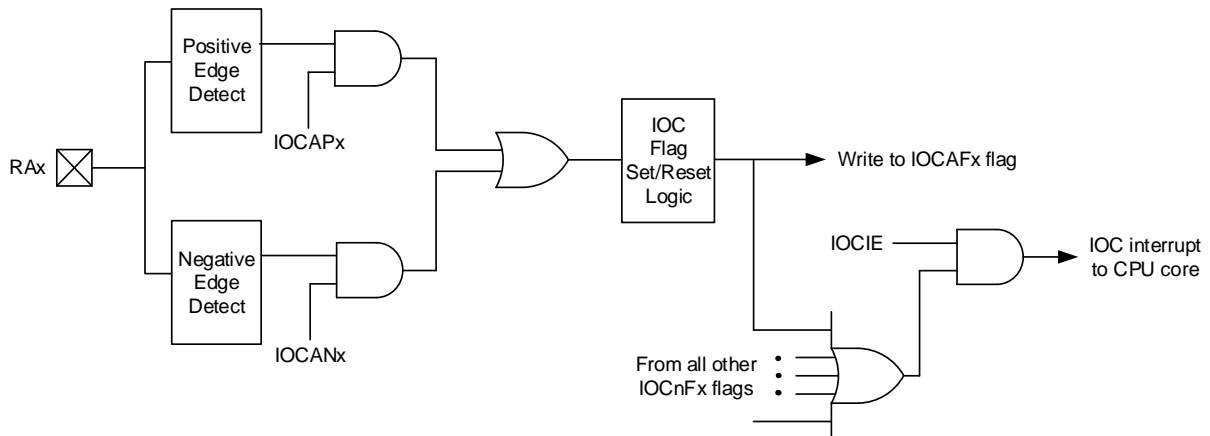 Positive
Edge
Detect
IOCAPx
RAx
Negative
Edge
Detect
IOCANx
IOC
Flag
Set/Reset
Logic
Write to IOCAFx flag
IOCIE
IOC interrupt
to CPU core
From all other
IOCnFx flags